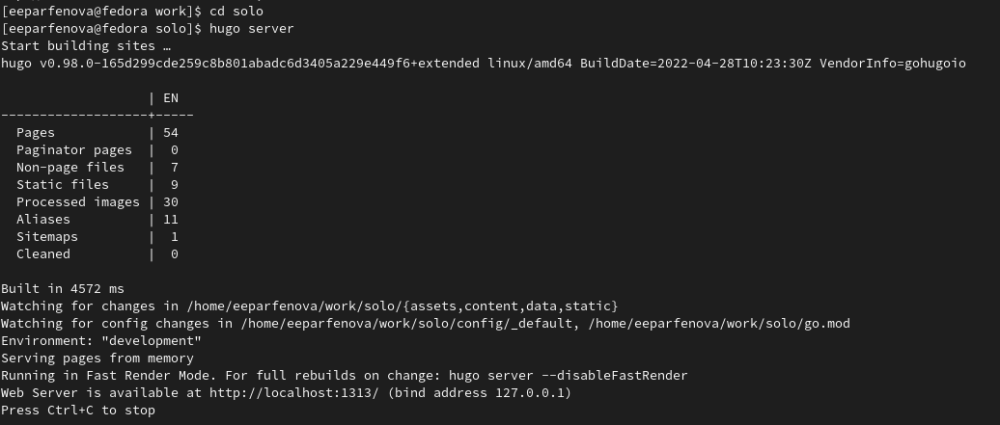 [eeparfenova@fedora work]$ cd solo
[eeparfenova@fedora solo]$ hugo server
Start building sites …
hugo v0.98.0-165d299cde259c8b801abadc6d3405a229e449f6+extended linux/amd64 BuildDate=2022-04-28T10:23:30Z VendorInfo=gohugoio

                   | EN
-------------------+-----
  Pages            | 54
  Paginator pages  |  0
  Non-page files   |  7
  Static files     |  9
  Processed images | 30
  Aliases          | 11
  Sitemaps         |  1
  Cleaned          |  0

Built in 4572 ms
Watching for changes in /home/eeparfenova/work/solo/{assets,content,data,static}
Watching for config changes in /home/eeparfenova/work/solo/config/_default, /home/eeparfenova/work/solo/go.mod
Environment: "development"
Serving pages from memory
Running in Fast Render Mode. For full rebuilds on change: hugo server --disableFastRender
Web Server is available at http://localhost:1313/ (bind address 127.0.0.1)
Press Ctrl+C to stop